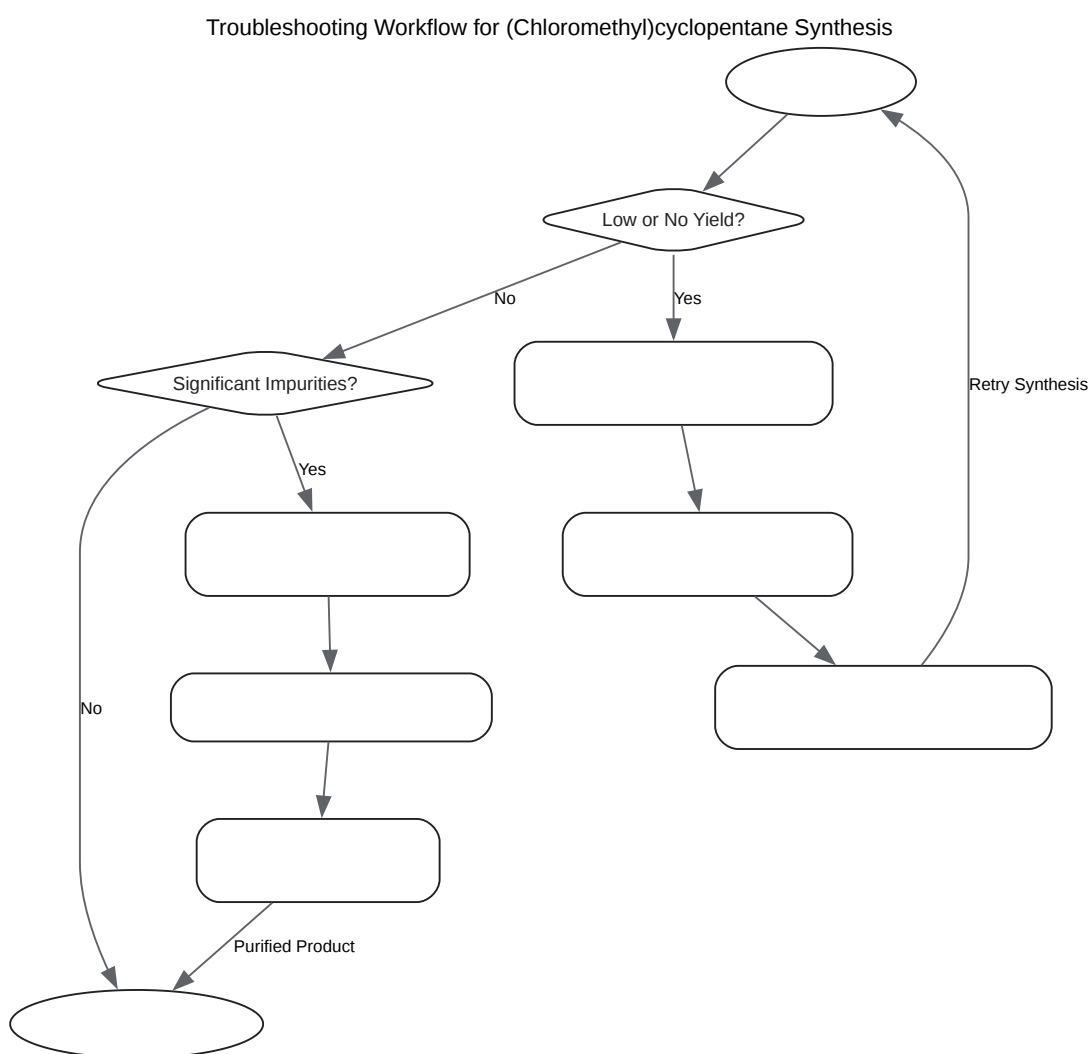 Troubleshooting Workflow for (Chloromethyl)cyclopentane Synthesis
Low or No Yield?
No
Yes
Significant Impurities?
Retry Synthesis
Yes
No
Purified Product